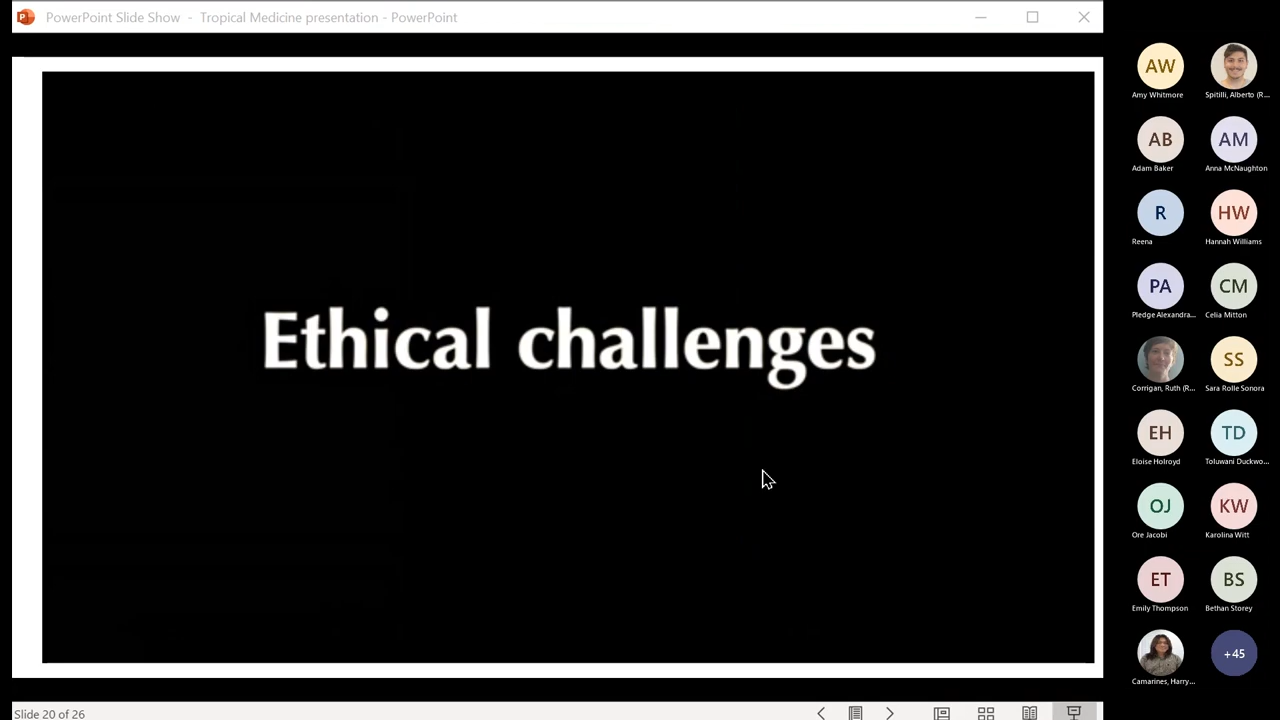 PowerPoint Slide Show - Tropical Medicine presentation - PowerPoint
Ethical challenges
AW
Amy Whitmore
Spitilli, Alberto (R...
AB
AM
Adam Baker
Anna McNaughton
R
HW
Reena
Hannah Williams
PA
CM
Pledge Alexandra...
Celia Mitton
SS
Corrigan, Ruth (R...
Sara Rolle Sonora
EH
TD
Eloise Holroyd
Toluwani Duckwo...
OJ
KW
Ore Jacobi
Karolina Witt
ET
BS
Emily Thompson
Bethan Storey
+45
Camarines, Harry...
Slide 20 of 26